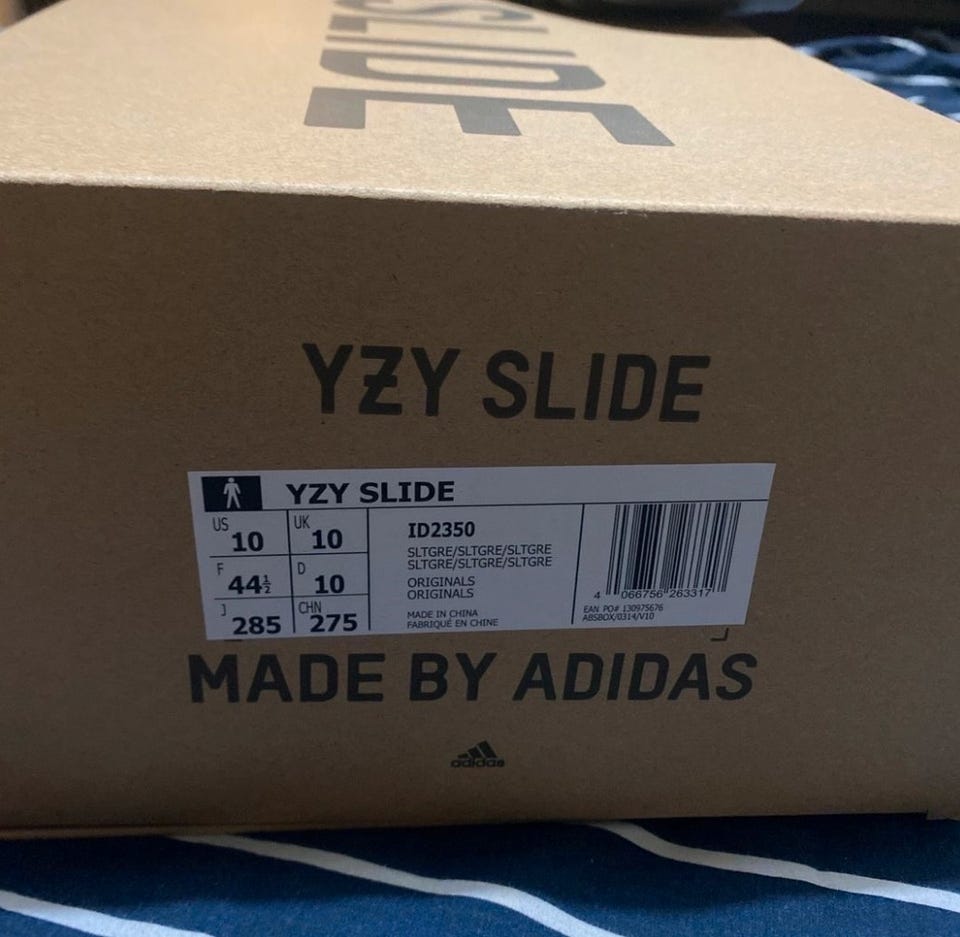 SLIDE
YZY SLIDE
YZY SLIDE
US 10 UK 10
F 44½ D 10
J 285 CHN 275
ID2350
SLTGRE/SLTGRE/SLTGRE
SLTGRE/SLTGRE/SLTGRE
ORIGINALS
ORIGINALS
MADE IN CHINA
FABRIQUÉ EN CHINE
4 066756 263317
EAN PO# 130975676
ABSBOX/0314/V10
MADE BY ADIDAS
adidas